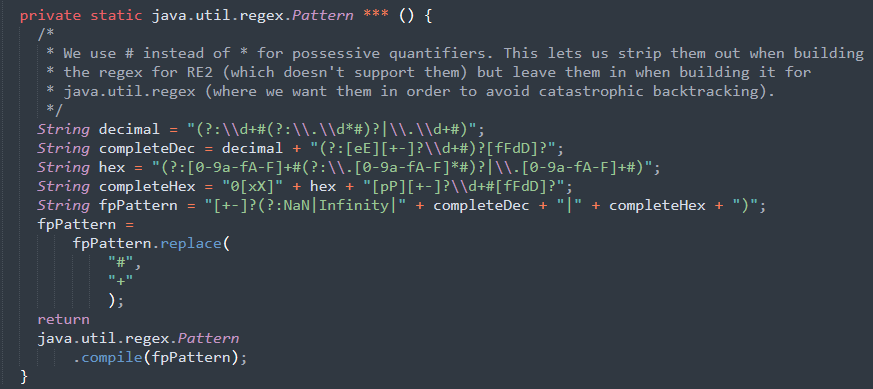 private static java.util.regex.Pattern *** () {
/*
* We use # instead of * for possessive quantifiers. This lets us strip them out when building
* the regex for RE2 (which doesn't support them) but leave them in when building it for
* java.util.regex (where we want them in order to avoid catastrophic backtracking).
*/
String decimal = "(?:\\d+#(?:\\.\\d*#)?|\\.\\d+#)";
String completeDec = decimal + "(?:[eE][+-]?\\d+#)?[fFdD]?";
String hex = "(?:[0-9a-fA-F]+#(?:\\.[0-9a-fA-F]*#)?|\\.[0-9a-fA-F]+#)";
String completeHex = "0[xX]" + hex + "[pP][+-]?\\d+#[fFdD]?";
String fpPattern = "[+-]?(?:NaN|Infinity|" + completeDec + "|" + completeHex + ")";
fpPattern =
fpPattern.replace(
"#",
"+"
);
return
java.util.regex.Pattern
.compile(fpPattern);
}